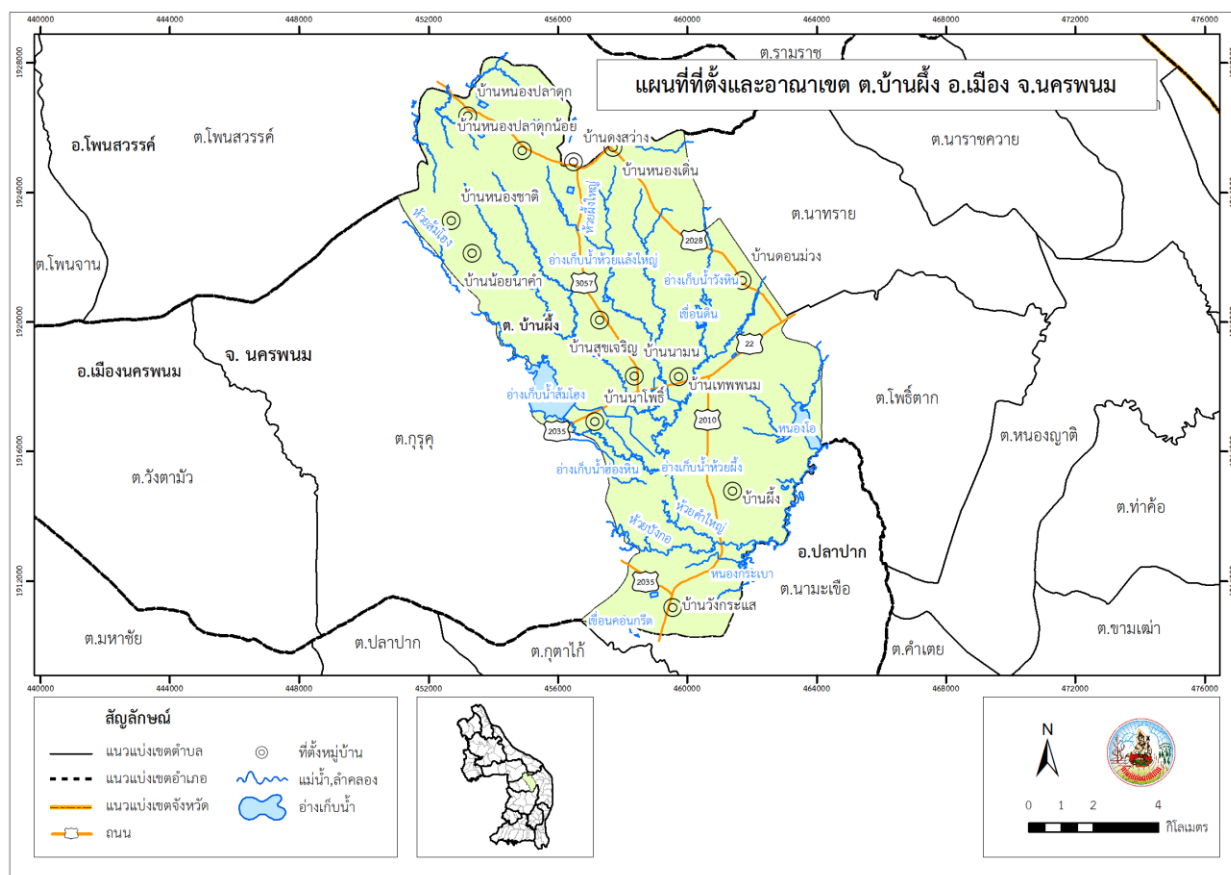 440000 444000 448000 452000 456000 460000 464000 468000 472000 476000
แผนที่ที่ตั้งและอาณาเขต ต.บ้านผึ้ง อ.เมือง จ.นครพนม
1928000
1924000
1920000
1916000
1912000
ต.รามราช
อ.โพนสวรรค์
ต.โพนสวรรค์
ต.นาราชควาย
ต.นาทราย
ต.โพนจาน
บ้านหนองปลาดุก
บ้านหนองปลาดุกน้อย
บ้านดงสว่าง
บ้านหนองเดิ่น
บ้านหนองชาติ
ห้วยส้มโฮง
ห้วยผึ้งใหญ่
2028
บ้านดอนม่วง
อ่างเก็บน้ำห้วยแล้งใหญ่
อ่างเก็บน้ำวังหิน
บ้านน้อยนาคำ
3057
เขื่อนดิน
ต. บ้านผึ้ง
จ. นครพนม
อ.เมืองนครพนม
บ้านสุขเจริญ
บ้านนามน
22
บ้านเทพพนม
อ่างเก็บน้ำส้มโฮง
บ้านนาโพธิ์
2010
ต.โพธิ์ตาก
หนองโอ
ต.หนองญาติ
2035
ต.กุรุคุ
ต.วังตามัว
อ่างเก็บน้ำฮองหิน
อ่างเก็บน้ำห้วยผึ้ง
บ้านผึ้ง
ต.ท่าค้อ
ห้วยคำใหญ่
ห้วยบังกอ
อ.ปลาปาก
หนองกระเบา
ต.นามะเขือ
2035
บ้านวังกระแส
เขื่อนคอนกรีต
ต.มหาชัย
ต.ปลาปาก
ต.กุตาไก้
ต.คำเตย
ต.ขามเฒ่า
1928000
1924000
1920000
1916000
1912000
440000 444000 448000 452000 456000 460000 464000 468000 472000 476000
สัญลักษณ์
แนวแบ่งเขตตำบล
แนวแบ่งเขตอำเภอ
แนวแบ่งเขตจังหวัด
ถนน
ที่ตั้งหมู่บ้าน
แม่น้ำ,ลำคลอง
อ่างเก็บน้ำ
N
0 1 2 4
กิโลเมตร